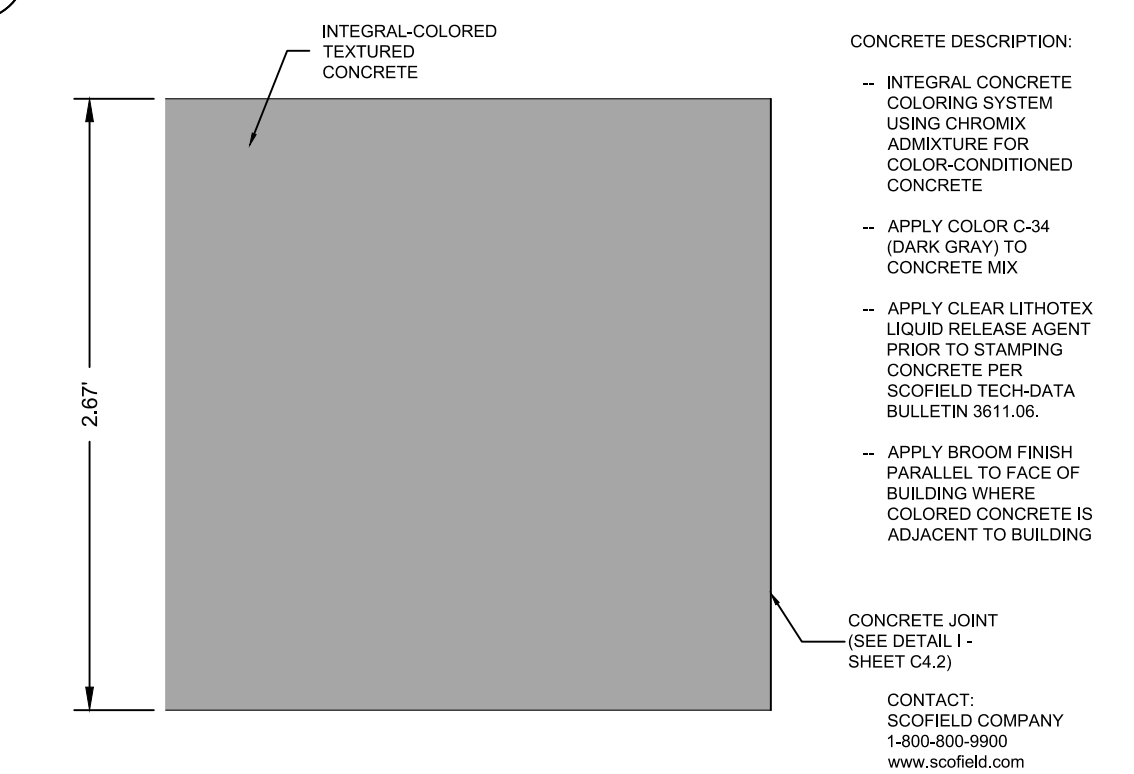 INTEGRAL-COLORED
TEXTURED
CONCRETE
2.67'
CONCRETE DESCRIPTION:
-- INTEGRAL CONCRETE
COLORING SYSTEM
USING CHROMIX
ADMIXTURE FOR
COLOR-CONDITIONED
CONCRETE
-- APPLY COLOR C-34
(DARK GRAY) TO
CONCRETE MIX
-- APPLY CLEAR LITHOTEX
LIQUID RELEASE AGENT
PRIOR TO STAMPING
CONCRETE PER
SCOFIELD TECH-DATA
BULLETIN 3611.06.
-- APPLY BROOM FINISH
PARALLEL TO FACE OF
BUILDING WHERE
COLORED CONCRETE IS
ADJACENT TO BUILDING
CONCRETE JOINT
(SEE DETAIL I -
SHEET C4.2)
CONTACT:
SCOFIELD COMPANY
1-800-800-9900
www.scofield.com